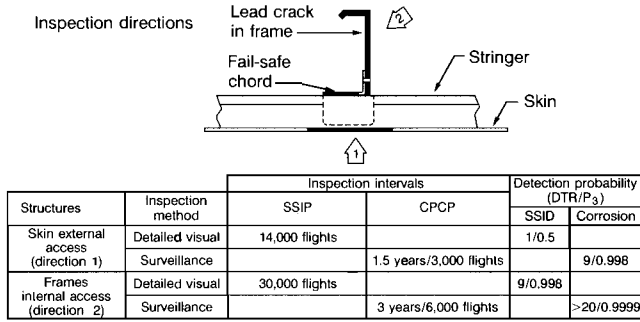 Inspection directions
Lead crack
in frame
2
Fail-safe
chord
Stringer
Skin
1
Structures
Inspection
method
Inspection intervals
Detection probability
(DTR/P₃)
SSIP
CPCP
SSID
Corrosion
Skin external
access
(direction 1)
Detailed visual
14,000 flights
1/0.5
Surveillance
1.5 years/3,000 flights
9/0.998
Frames
internal access
(direction 2)
Detailed visual
30,000 flights
9/0.998
Surveillance
3 years/6,000 flights
>20/0.9999